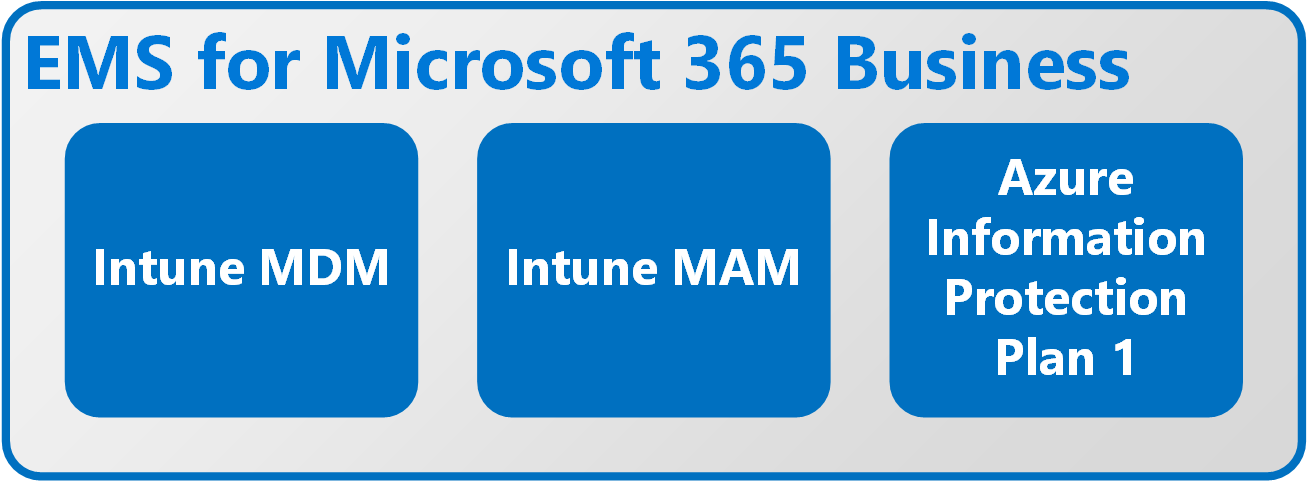 EMS for Microsoft 365 Business
Intune MDM
Intune MAM
Azure
Information
Protection
Plan 1